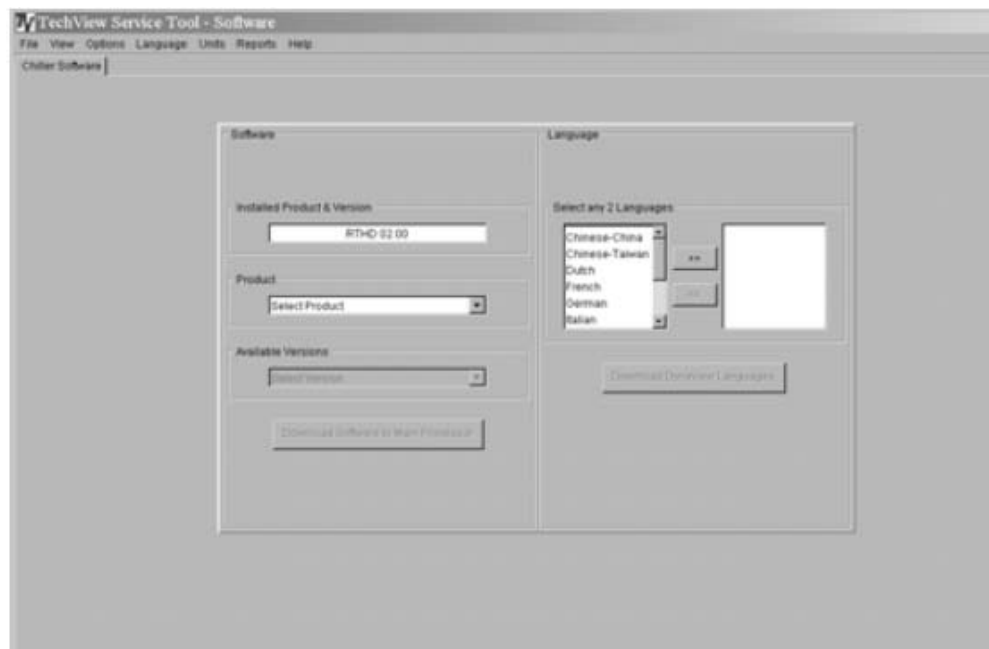 TechView Service Tool - Software
File View Options Language Units Reports Help
Chiller Software
Software
Installed Product & Version
RTHD 02.00
Product
Select Product
Available Versions
Select Version
Download Software to Main Processor
Language
Select any 2 Languages
Chinese-China
Chinese-Taiwan
Dutch
French
German
Italian
>>
<<
Download DynaView Languages